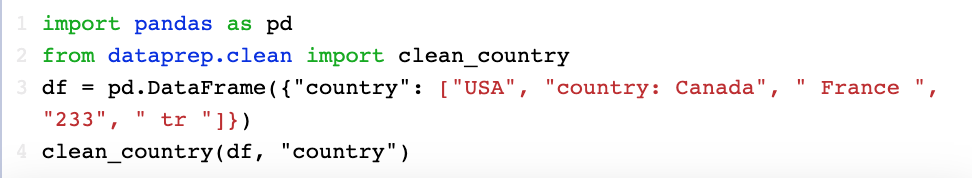 1 import pandas as pd
2 from dataprep.clean import clean_country
3 df = pd.DataFrame({"country": ["USA", "country: Canada", " France ",
"233", " tr "]})
4 clean_country(df, "country")